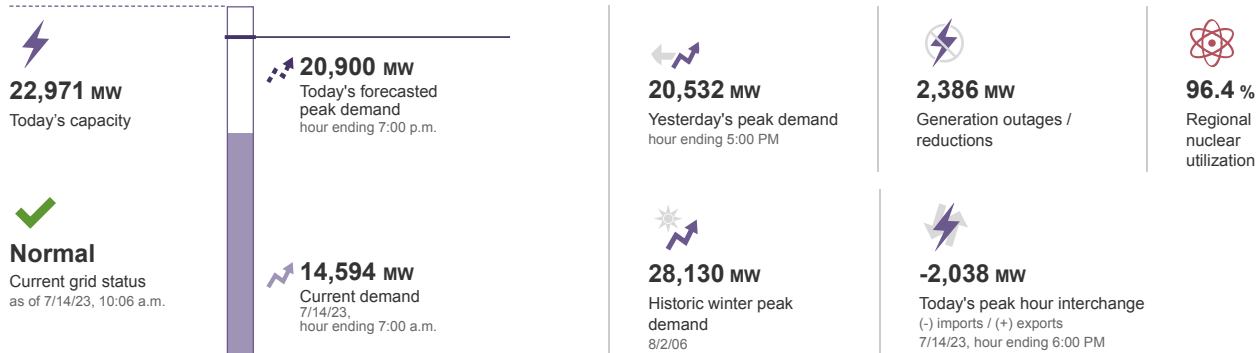 22,971 MW
Today's capacity
Normal
Current grid status
as of 7/14/23, 10:06 a.m.
20,900 MW
Today's forecasted
peak demand
hour ending 7:00 p.m.
14,594 MW
Current demand
7/14/23,
hour ending 7:00 a.m.
20,532 MW
Yesterday's peak demand
hour ending 5:00 PM
2,386 MW
Generation outages /
reductions
96.4 %
Regional
nuclear
utilization
28,130 MW
Historic winter peak
demand
8/2/06
-2,038 MW
Today's peak hour interchange
(-) imports / (+) exports
7/14/23, hour ending 6:00 PM